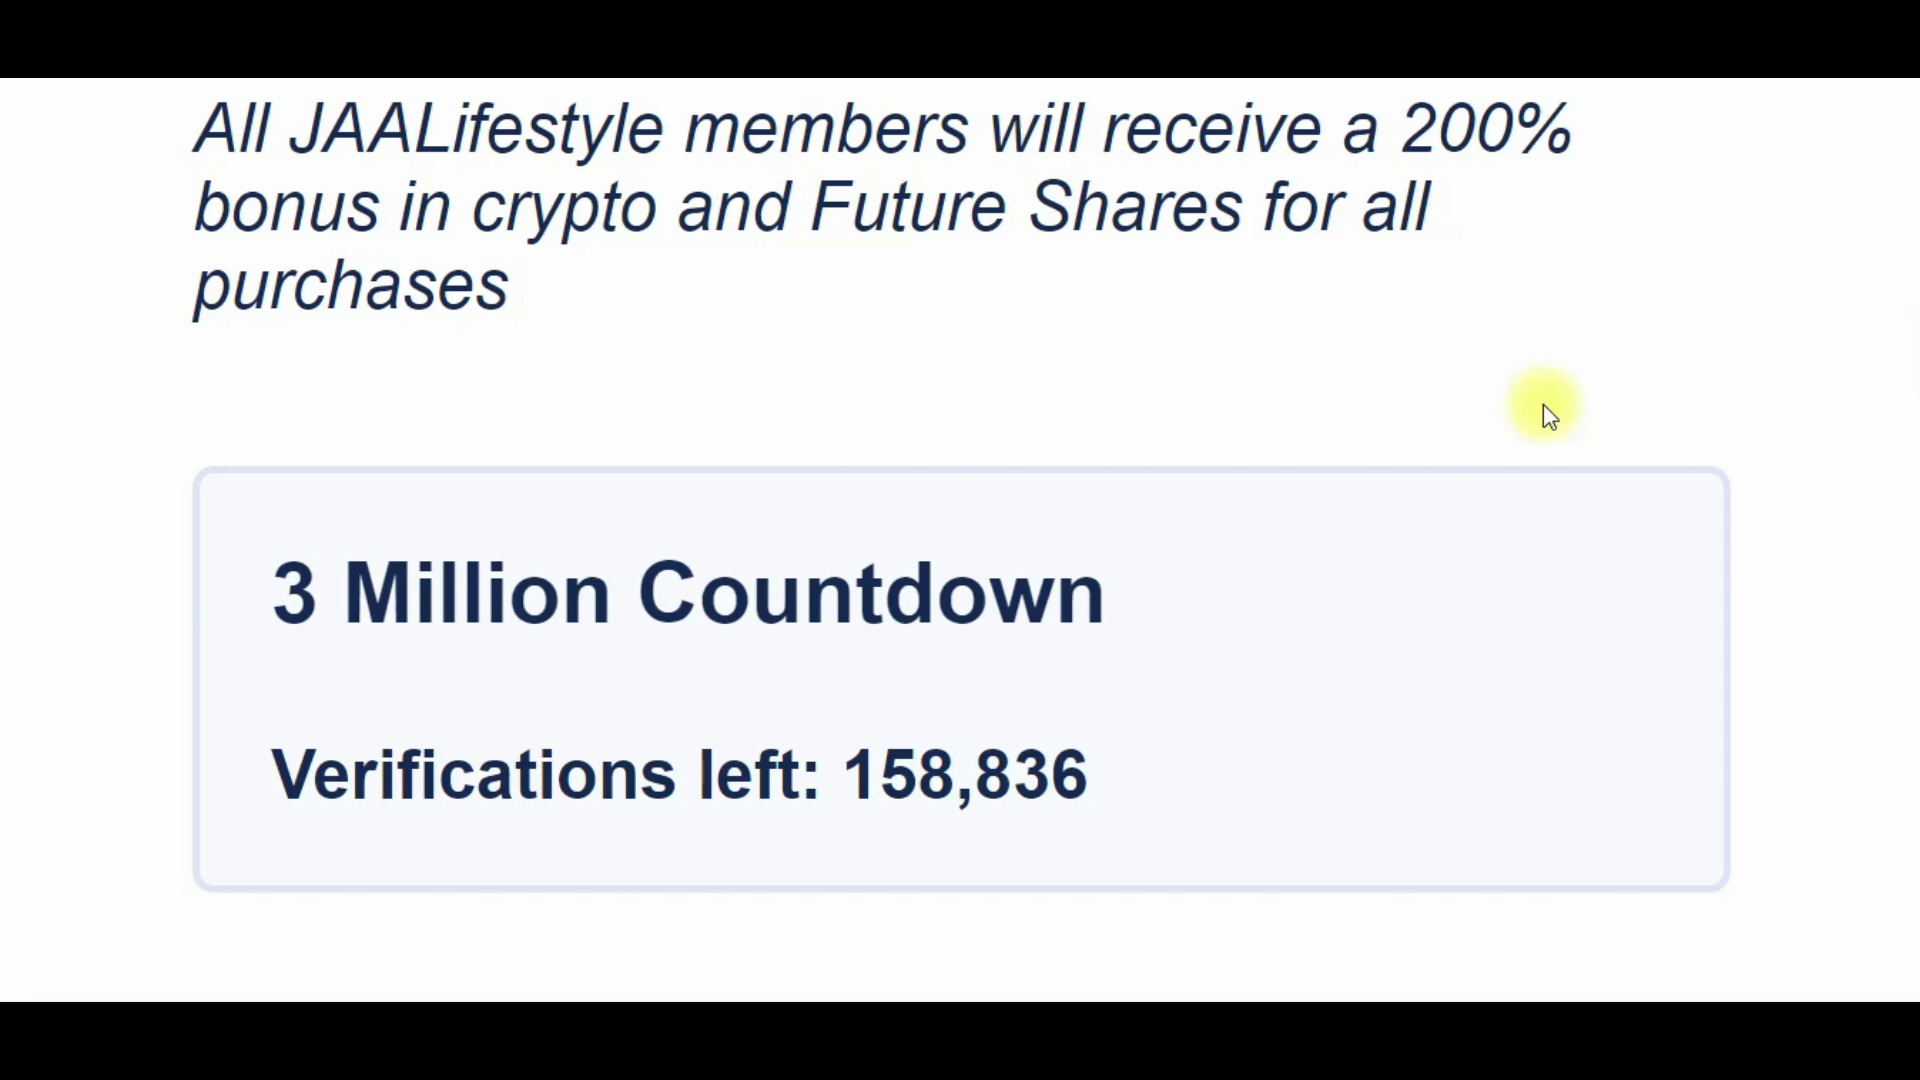 All JAALifestyle members will receive a 200%
bonus in crypto and Future Shares for all
purchases
3 Million Countdown
Verifications left: 158,836